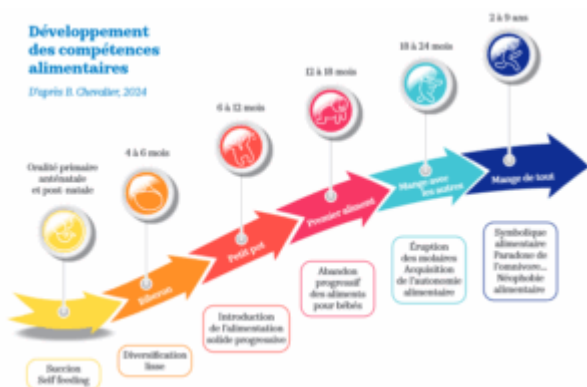 Développement
des compétences
alimentaires
D'après B. Chevalier, 2024
Oralité primaire
anténatale
et post-natale
4 à 6 mois
6 à 12 mois
12 à 18 mois
18 à 24 mois
2 à 9 ans
Biberon
Petit pot
Premier aliment
Mange avec
les autres
Mange de tout
Succion
Self feeding
Diversification
lisse
Introduction
de l'alimentation
solide progressive
Abandon
progressif
des aliments
pour bébés
Éruption
des molaires
Acquisition
de l'autonomie
alimentaire
Symbolique
alimentaire
Paradoxe de
l'omnivore...
Néophobie
alimentaire